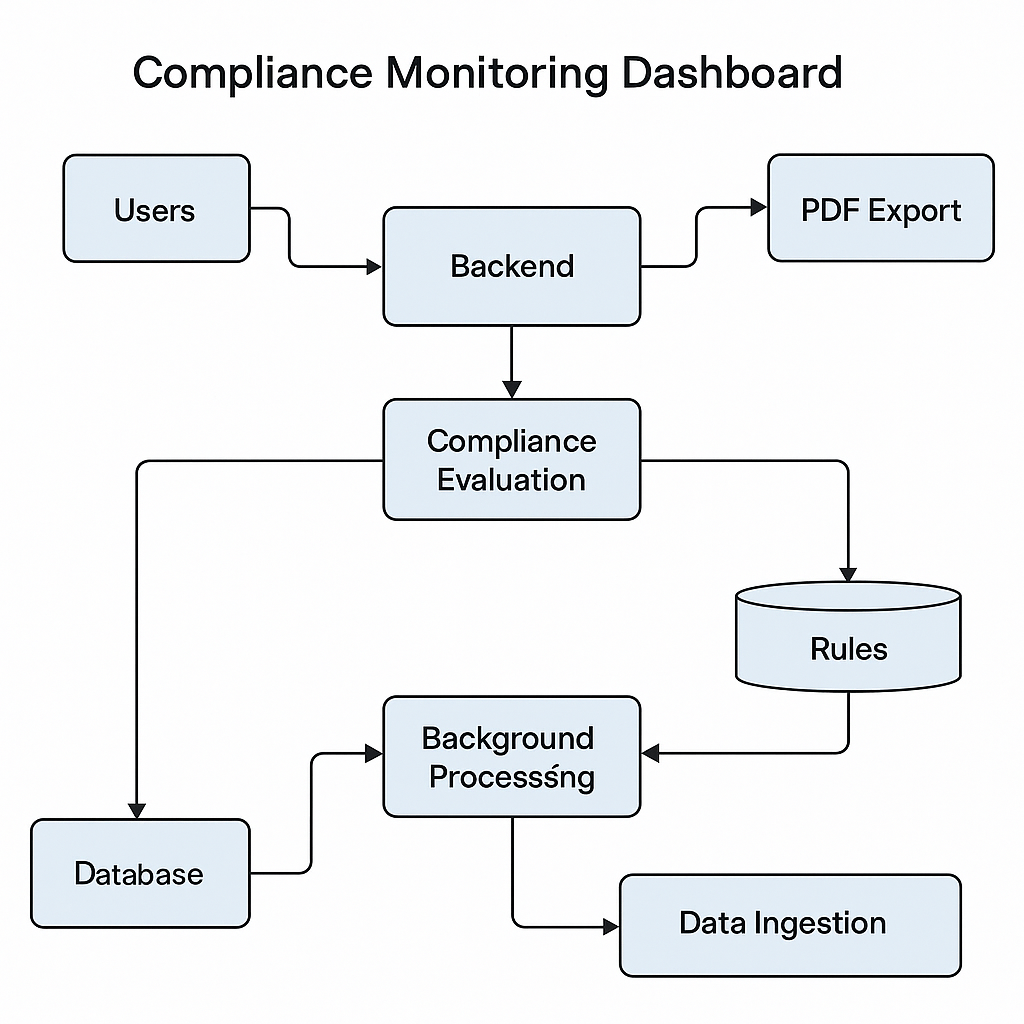 Compliance Monitoring Dashboard
Users
PDF Export
Backend
Compliance
Evaluation
Rules
Background
Processśng
Database
Data Ingestion